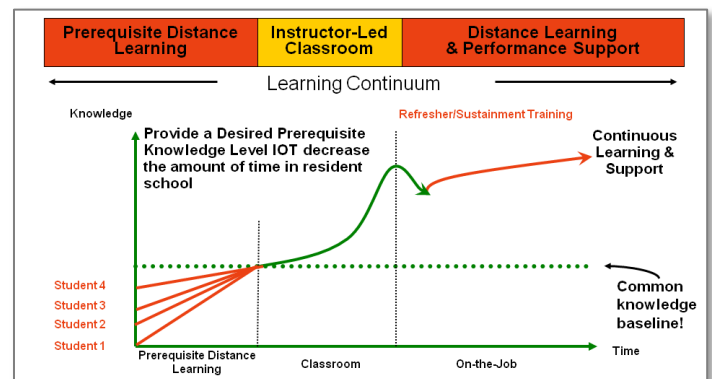 Prerequisite Distance
Learning
Instructor-Led
Classroom
Distance Learning
& Performance Support
Learning Continuum
Knowledge
Refresher/Sustainment Training
Provide a Desired Prerequisite
Knowledge Level IOT decrease
the amount of time in resident
school
Continuous
Learning &
Support
Student 4
Student 3
Student 2
Student 1
Common
knowledge
baseline!
Time
Prerequisite Distance
Learning
Classroom
On-the-Job